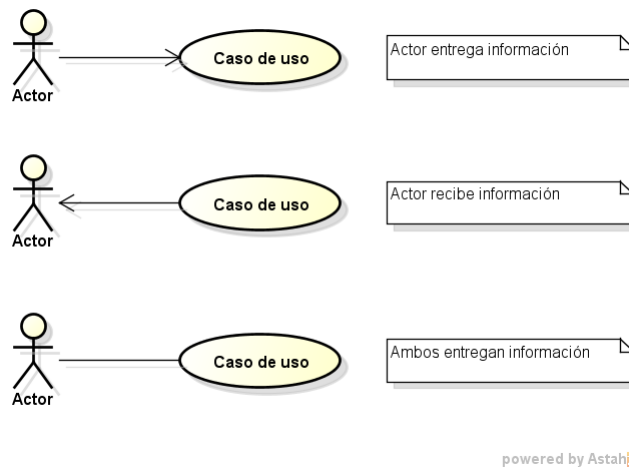 Caso de uso
Actor entrega información
Actor
Caso de uso
Actor recibe información
Actor
Caso de uso
Ambos entregan información
Actor
powered by Astah